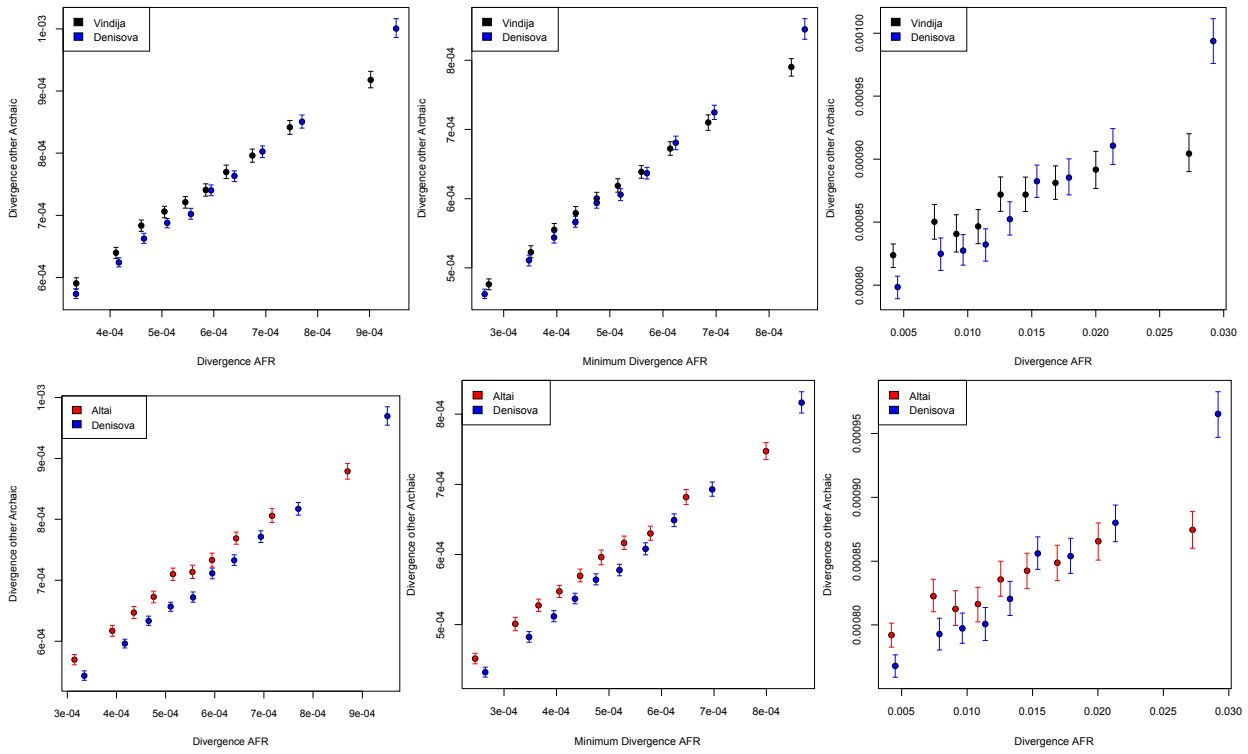 Vindija
Denisova
Divergence other Archaic
6e-04 7e-04 8e-04 9e-04 1e-03
4e-04 5e-04 6e-04 7e-04 8e-04 9e-04
Divergence AFR
Vindija
Denisova
Divergence other Archaic
5e-04 6e-04 7e-04 8e-04
3e-04 4e-04 5e-04 6e-04 7e-04 8e-04
Minimum Divergence AFR
Vindija
Denisova
Divergence other Archaic
0.00080 0.00085 0.00090 0.00095 0.00100
0.005 0.010 0.015 0.020 0.025 0.030
Divergence AFR
Altai
Denisova
Divergence other Archaic
6e-04 7e-04 8e-04 9e-04 1e-03
3e-04 4e-04 5e-04 6e-04 7e-04 8e-04 9e-04
Divergence AFR
Altai
Denisova
Divergence other Archaic
5e-04 6e-04 7e-04 8e-04
3e-04 4e-04 5e-04 6e-04 7e-04 8e-04
Minimum Divergence AFR
Altai
Denisova
Divergence other Archaic
0.00080 0.00085 0.00090 0.00095
0.005 0.010 0.015 0.020 0.025 0.030
Divergence AFR